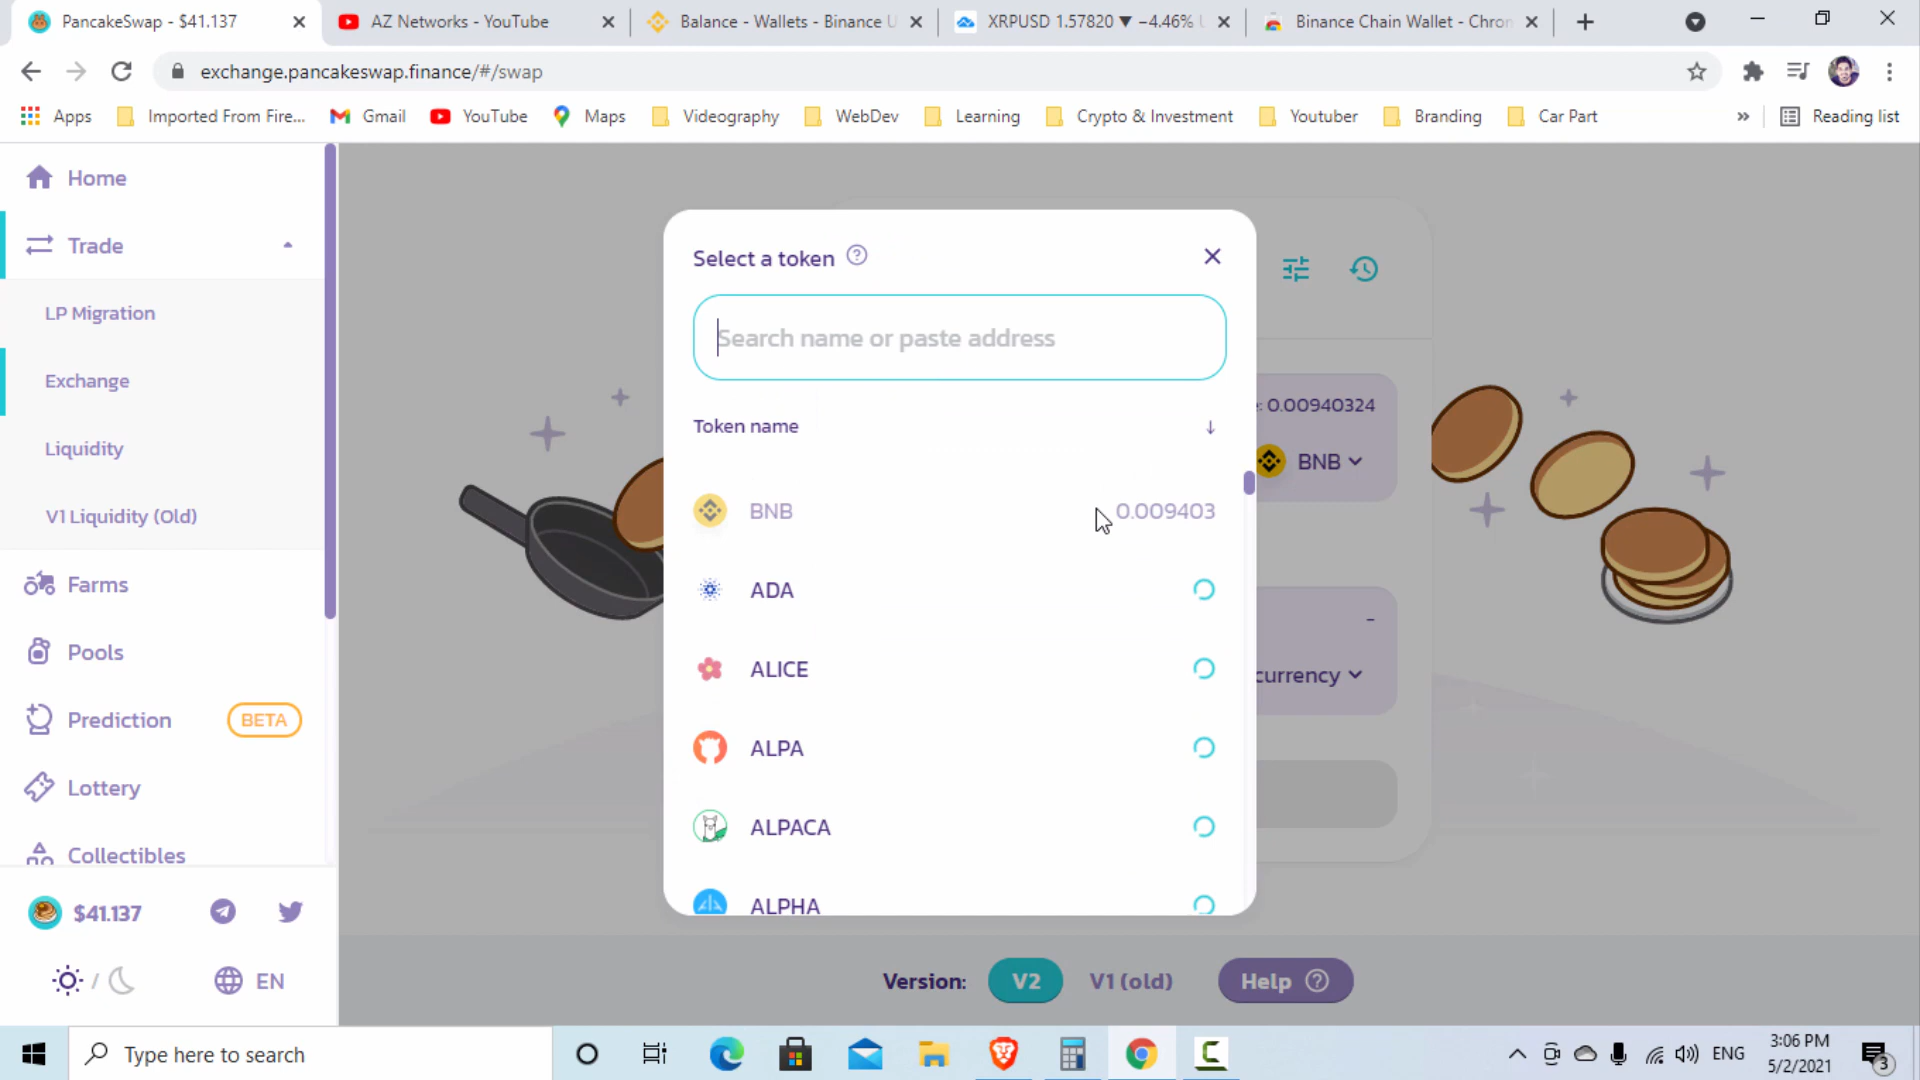 PancakeSwap - $41.137
AZ Networks - YouTube
Balance - Wallets - Binance U
XRPUSD 1.57820 ▼ −4.46% U
Binance Chain Wallet - Chron
exchange.pancakeswap.finance/#/swap
Apps
Imported From Fire...
Gmail
YouTube
Maps
Videography
WebDev
Learning
Crypto & Investment
Youtuber
Branding
Car Part
»
Reading list
Home
Trade
LP Migration
Exchange
Liquidity
V1 Liquidity (Old)
Farms
Pools
Prediction
BETA
Lottery
Collectibles
$41.137
/
EN
Select a token
Search name or paste address
Token name
↓
BNB
0.009403
ADA
ALICE
ALPA
ALPACA
ALPHA
: 0.00940324
BNB
-
currency
Version:
V2
V1 (old)
Help
Type here to search
ENG
3:06 PM
5/2/2021
3